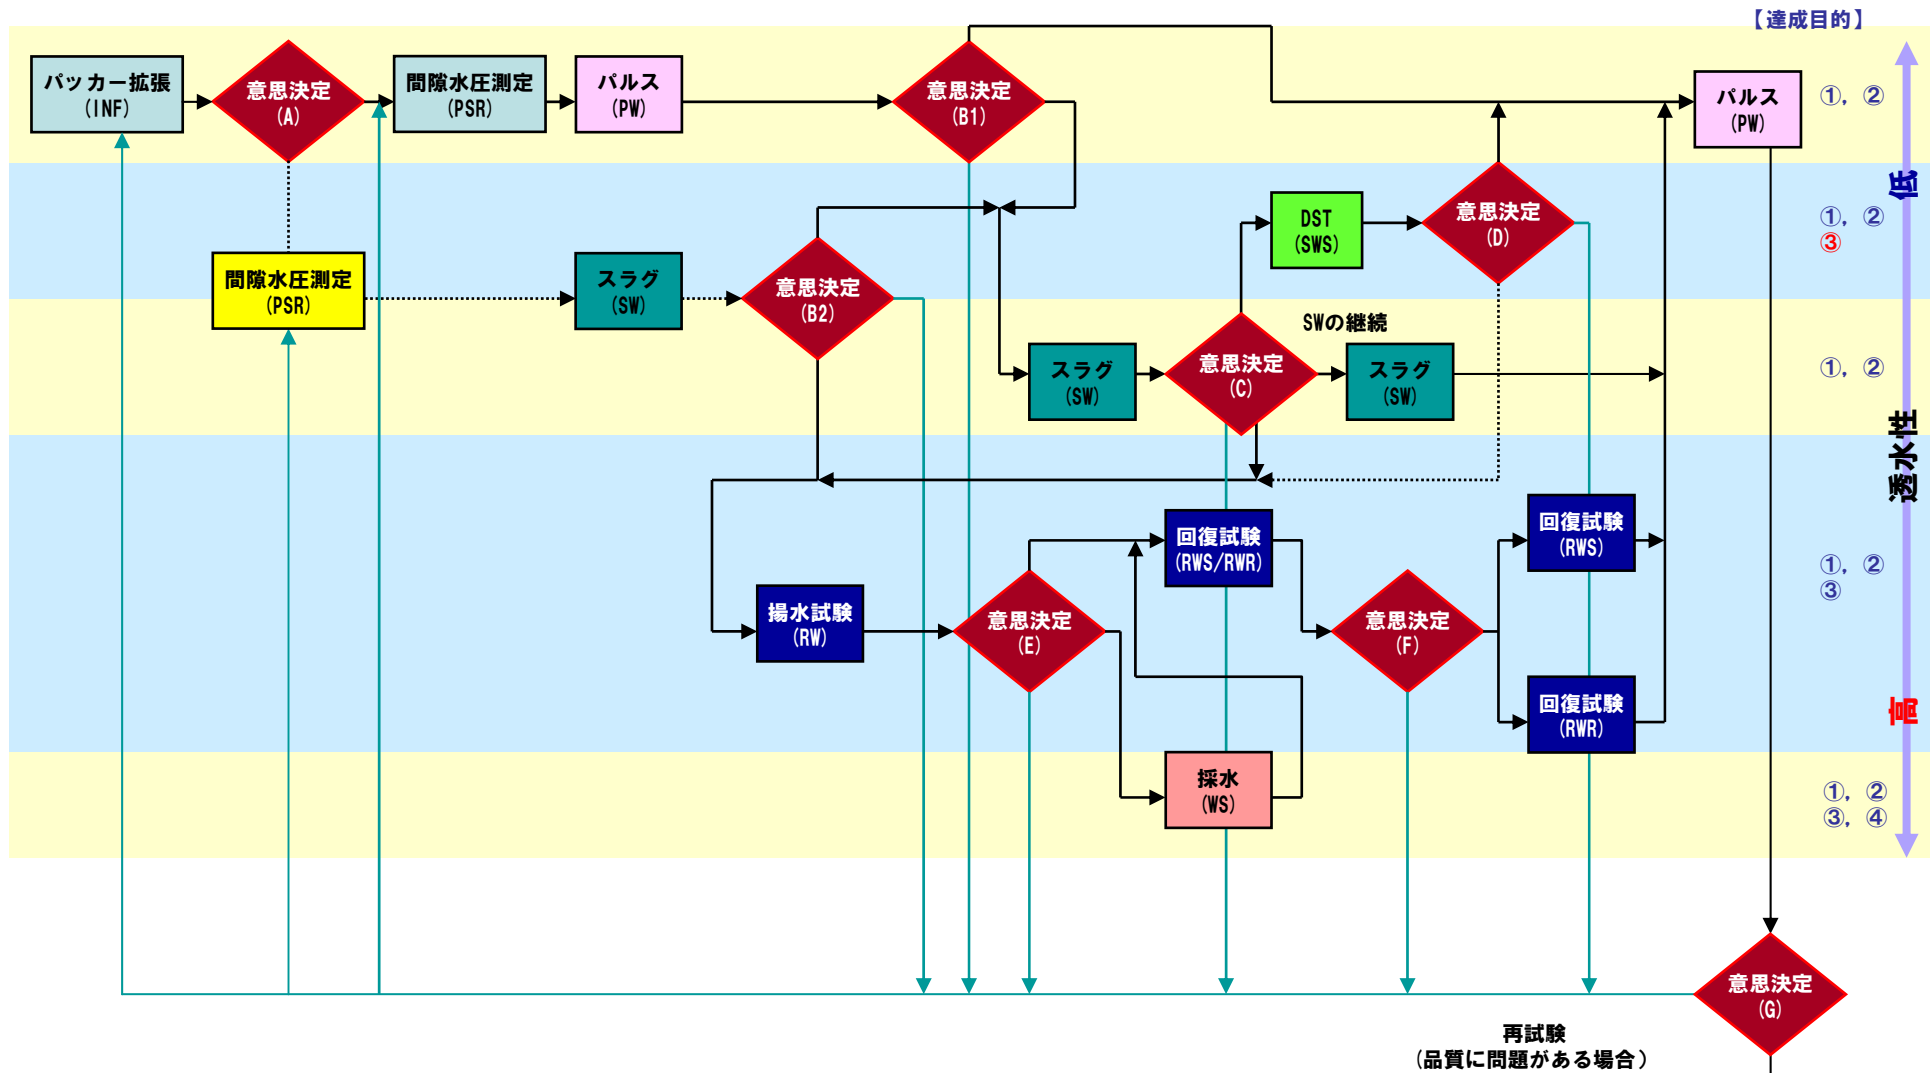 【達成目的】
パッカー拡張
(INF)
意思決定
(A)
間隙水圧測定
(PSR)
パルス
(PW)
意思決定
(B1)
パルス
(PW)
①, ②
低
DST
(SWS)
意思決定
(D)
①, ②
③
間隙水圧測定
(PSR)
スラグ
(SW)
意思決定
(B2)
SWの継続
スラグ
(SW)
意思決定
(C)
スラグ
(SW)
①, ②
透水性
回復試験
(RWS/RWR)
回復試験
(RWS)
①, ②
③
揚水試験
(RW)
意思決定
(E)
意思決定
(F)
回復試験
(RWR)
高
採水
(WS)
①, ②
③, ④
意思決定
(G)
再試験
(品質に問題がある場合)